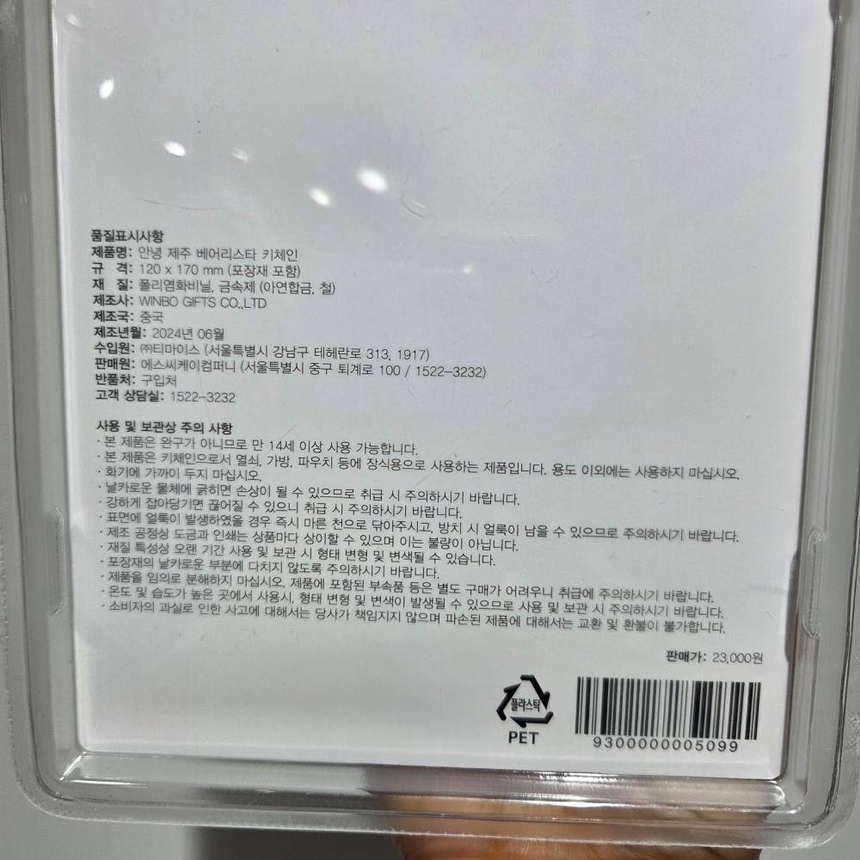 품질표시사항
제품명: 안녕 제주 베어리스타 키체인
규 격: 120 x 170 mm (포장재 포함)
재 질: 폴리염화비닐, 금속제 (아연합금, 철)
제조사: WINBO GIFTS CO.,LTD
제조국: 중국
제조년월: 2024년 06월
수입원: ㈜티마이스 (서울특별시 강남구 테헤란로 313, 1917)
판매원: 에스씨케이컴퍼니 (서울특별시 중구 퇴계로 100 / 1522-3232)
반품처: 구입처
고객 상담실: 1522-3232
사용 및 보관상 주의 사항
· 본 제품은 완구가 아니므로 만 14세 이상 사용 가능합니다.
· 본 제품은 키체인으로서 열쇠, 가방, 파우치 등에 장식용으로 사용하는 제품입니다. 용도 이외에는 사용하지 마십시오.
· 화기에 가까이 두지 마십시오.
· 날카로운 물체에 긁히면 손상이 될 수 있으므로 취급 시 주의하시기 바랍니다.
· 강하게 잡아당기면 끊어질 수 있으니 취급 시 주의하시기 바랍니다.
· 표면에 얼룩이 발생하였을 경우 즉시 마른 천으로 닦아주시고, 방치 시 얼룩이 남을 수 있으므로 주의하시기 바랍니다.
· 제조 공정상 도금과 인쇄는 상품마다 상이할 수 있으며 이는 불량이 아닙니다.
· 재질 특성상 오랜 기간 사용 및 보관 시 형태 변형 및 변색될 수 있습니다.
· 포장재의 날카로운 부분에 다치지 않도록 주의하시기 바랍니다.
· 제품을 임의로 분해하지 마십시오. 제품에 포함된 부속품 등은 별도 구매가 어려우니 취급에 주의하시기 바랍니다.
· 온도 및 습도가 높은 곳에서 사용시, 형태 변형 및 변색이 발생될 수 있으므로 사용 및 보관 시 주의하시기 바랍니다.
· 소비자의 과실로 인한 사고에 대해서는 당사가 책임지지 않으며 파손된 제품에 대해서는 교환 및 환불이 불가합니다.
판매가: 23,000원
플라스틱
PET
9300000005099